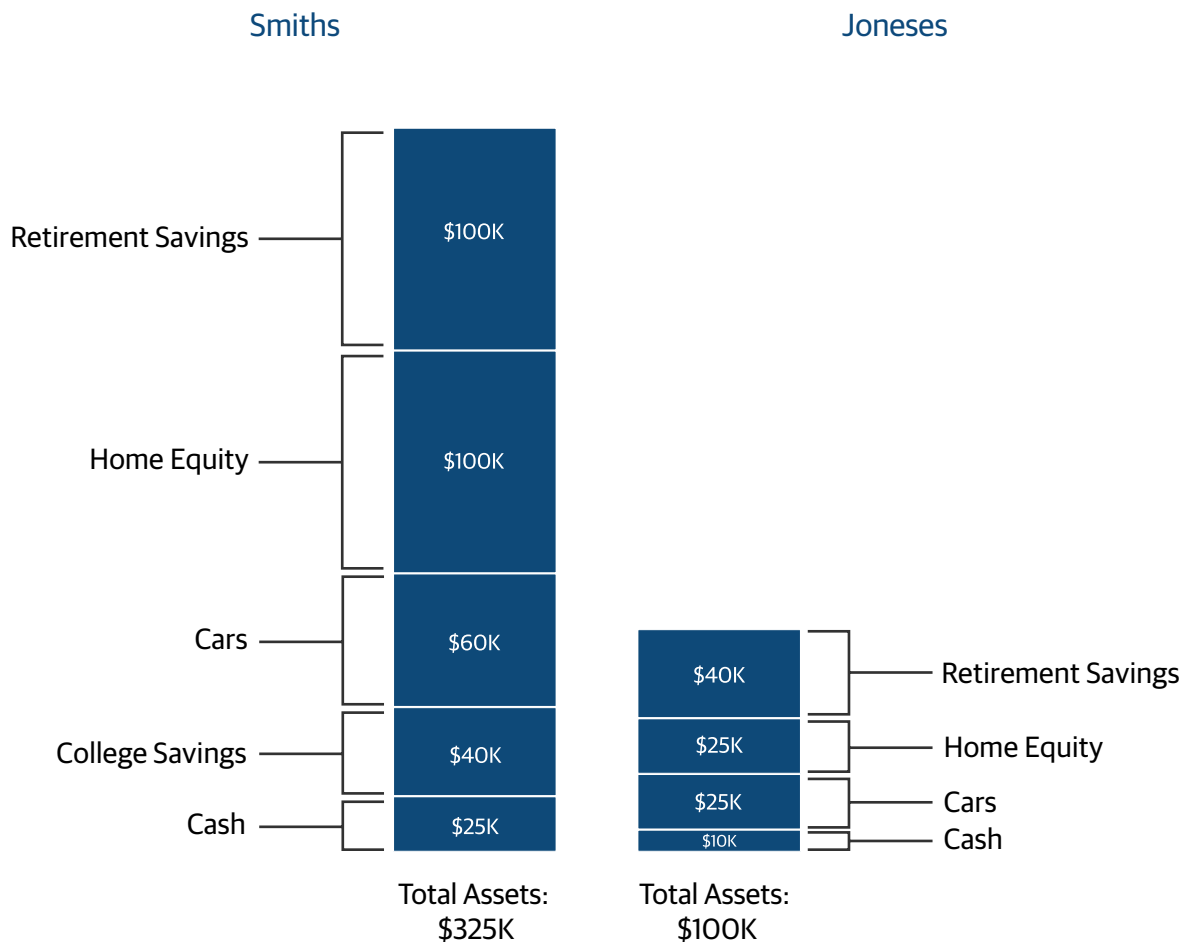 Smiths
Joneses
Retirement Savings
$100K
Home Equity
$100K
Cars
$60K
College Savings
$40K
Cash
$25K
$40K
Retirement Savings
$25K
Home Equity
$25K
Cars
$10K
Cash
Total Assets:
$325K
Total Assets:
$100K